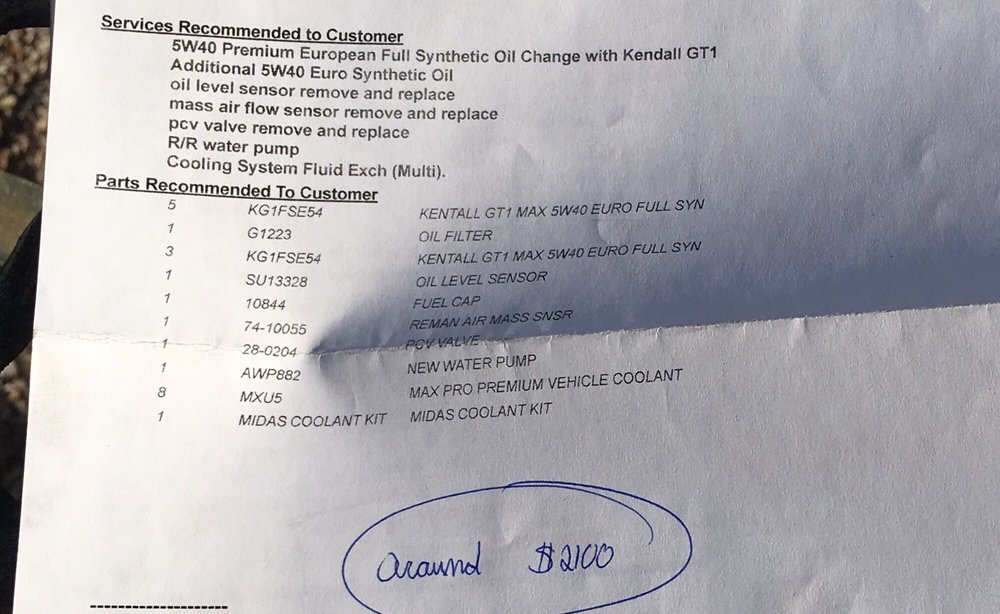 Services Recommended to Customer
5W40 Premium European Full Synthetic Oil Change with Kendall GT1
Additional 5W40 Euro Synthetic Oil
oil level sensor remove and replace
mass air flow sensor remove and replace
pcv valve remove and replace
R/R water pump
Cooling System Fluid Exch (Multi).
Parts Recommended To Customer
5 KG1FSE54 KENTALL GT1 MAX 5W40 EURO FULL SYN
1 G1223 OIL FILTER
3 KG1FSE54 KENTALL GT1 MAX 5W40 EURO FULL SYN
1 SU13328 OIL LEVEL SENSOR
1 10844 FUEL CAP
1 74-10055 REMAN AIR MASS SNSR
1 28-0204 PCV VALVE
1 AWP882 NEW WATER PUMP
8 MXU5 MAX PRO PREMIUM VEHICLE COOLANT
1 MIDAS COOLANT KIT MIDAS COOLANT KIT
around $2100
---------------------